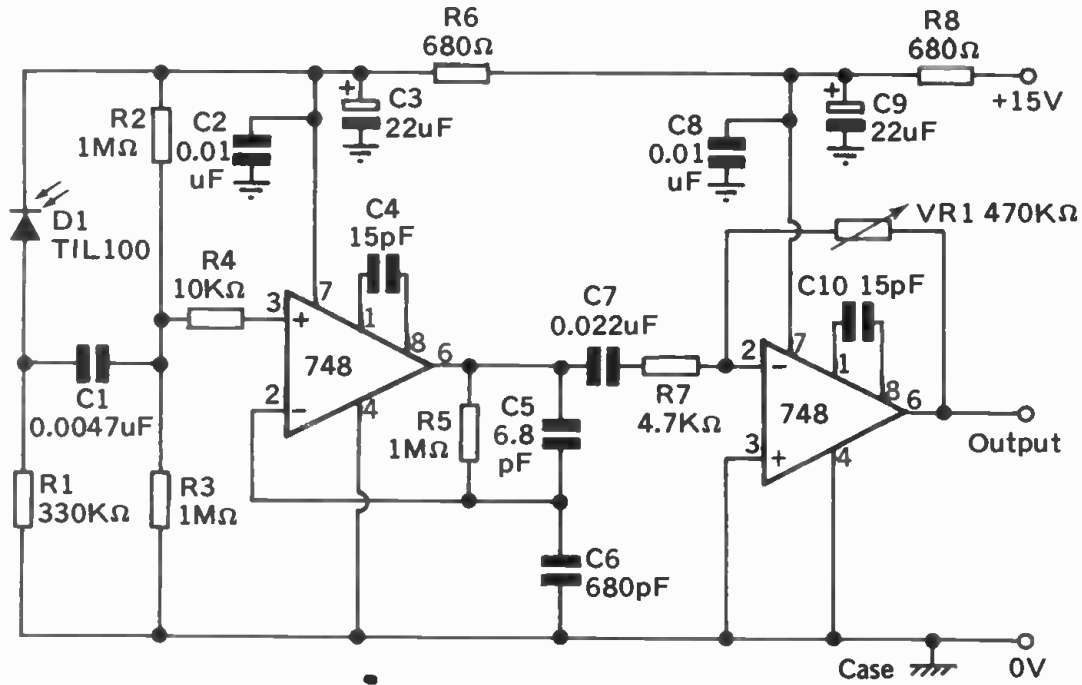 R6
680Ω
R8
680Ω
+15V
R2
1MΩ
C2
0.01
uF
+
C3
22uF
C8
0.01
uF
+
C9
22uF
D1
TIL100
C4
15pF
VR1 470KΩ
R4
10KΩ
C7
0.022uF
C10 15pF
3
+
7
1
8
6
748
2
-
4
C1
0.0047uF
R5
1MΩ
C5
6.8
pF
R7
4.7KΩ
2
-
7
1
8
6
748
3
+
4
Output
R1
330KΩ
R3
1MΩ
C6
680pF
Case
0V